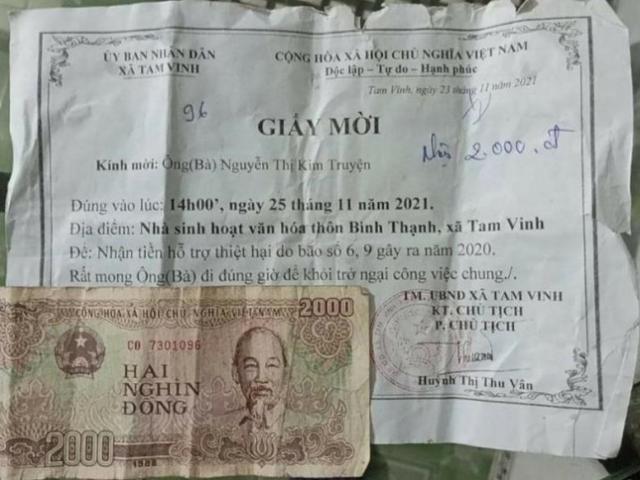 ỦY BAN NHÂN DÂN
XÃ TAM VINH
CỘNG HÒA XÃ HỘI CHỦ NGHĨA VIỆT NAM
Độc lập – Tự do – Hạnh phúc
Tam Vinh, ngày 23 tháng 11 năm 2021
96
GIẤY MỜI
Nhận 2.000.đ
Kính mời: Ông(Bà) Nguyễn Thị Kim Truyện
Đúng vào lúc: 14h00’, ngày 25 tháng 11 năm 2021.
Địa điểm: Nhà sinh hoạt văn hóa thôn Bình Thạnh, xã Tam Vinh
Để: Nhận tiền hỗ trợ thiệt hại do bão số 6, 9 gây ra năm 2020.
Rất mong Ông(Bà) đi đúng giờ để khỏi trở ngại công việc chung./.
TM. UBND XÃ TAM VINH
KT. CHỦ TỊCH
P. CHỦ TỊCH
Huỳnh Thị Thu Vân
CỘNG HÒA XÃ HỘI CHỦ NGHĨA VIỆT NAM
2000
CO 7301096
HAI
NGHÌN
ĐỒNG
2000
1988